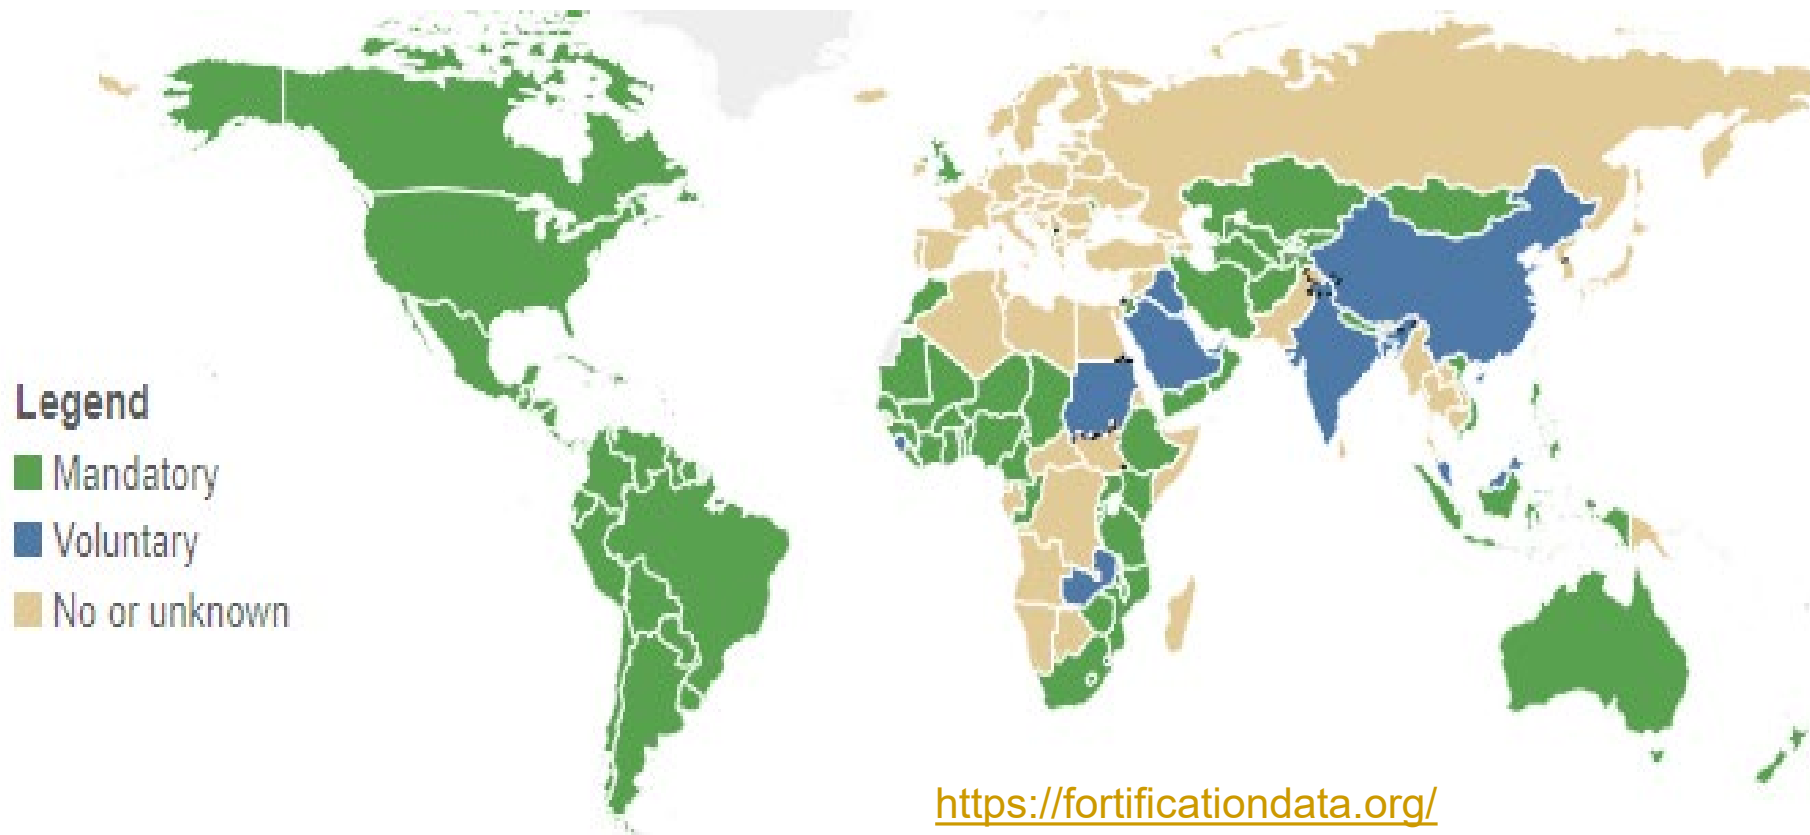 Legend
Mandatory
Voluntary
No or unknown
https://fortificationdata.org/